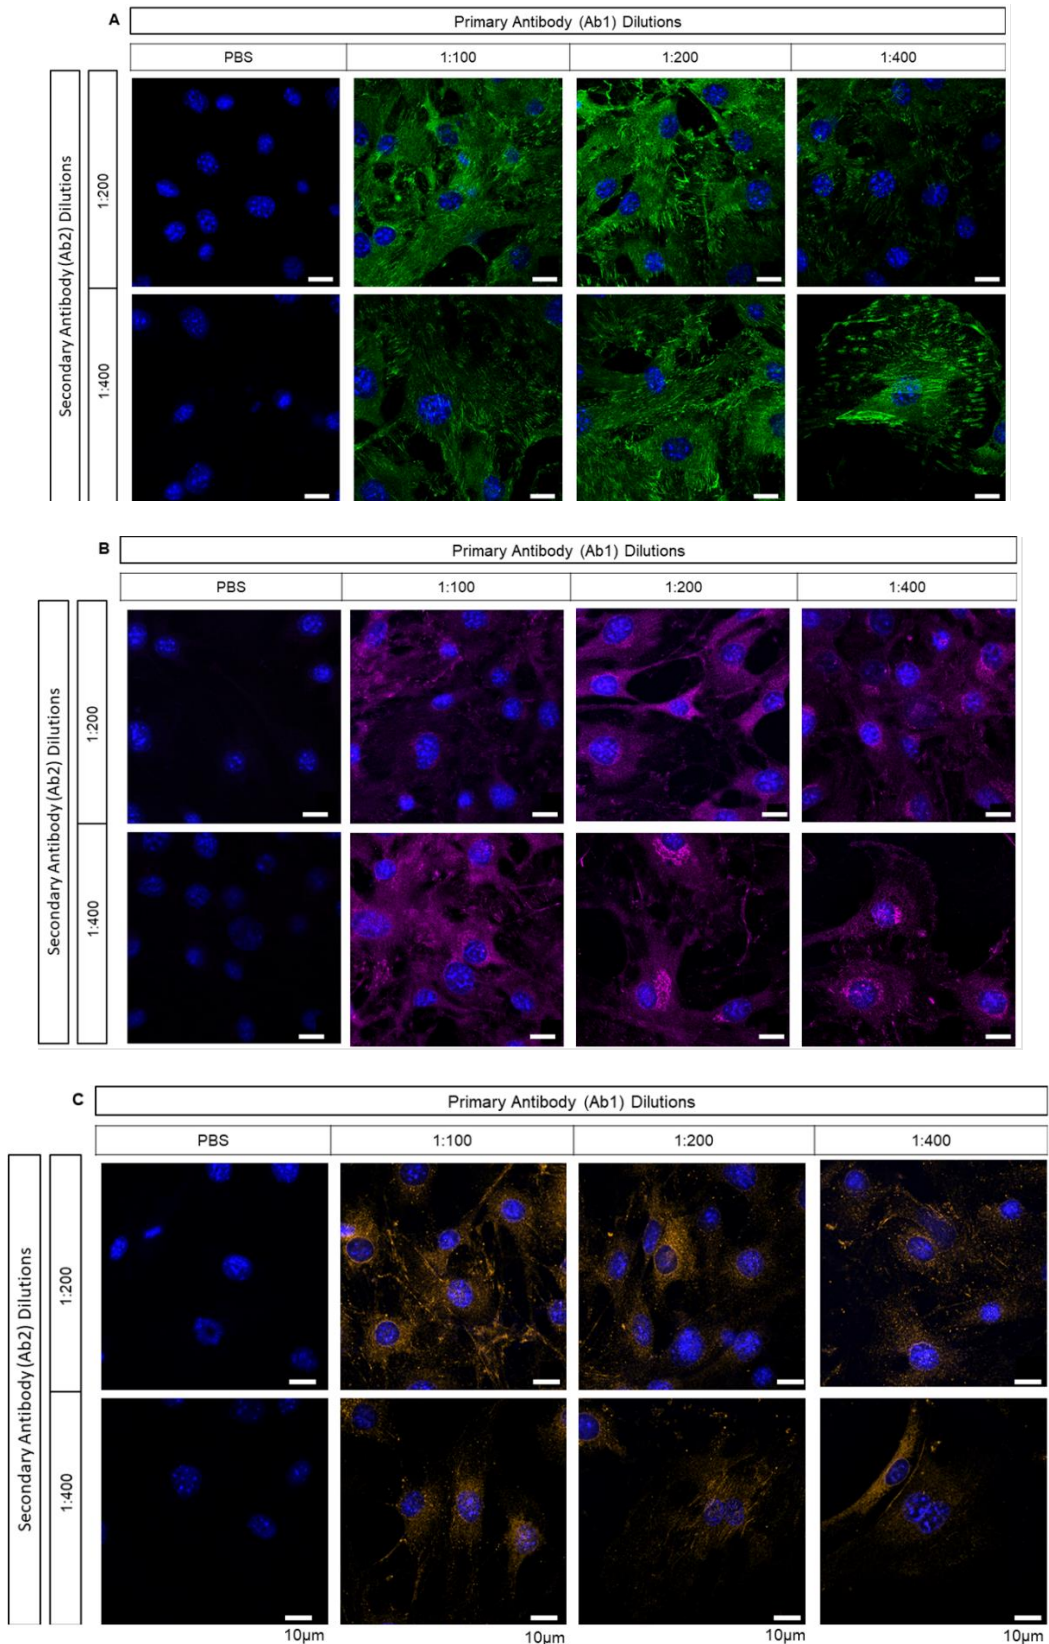 A
Primary Antibody (Ab1) Dilutions
PBS 1:100 1:200 1:400
Secondary Antibody (Ab2) Dilutions
1:200
1:400
B
Primary Antibody (Ab1) Dilutions
PBS 1:100 1:200 1:400
Secondary Antibody (Ab2) Dilutions
1:200
1:400
C
Primary Antibody (Ab1) Dilutions
PBS 1:100 1:200 1:400
Secondary Antibody (Ab2) Dilutions
1:200
1:400
10µm 10µm 10µm 10µm